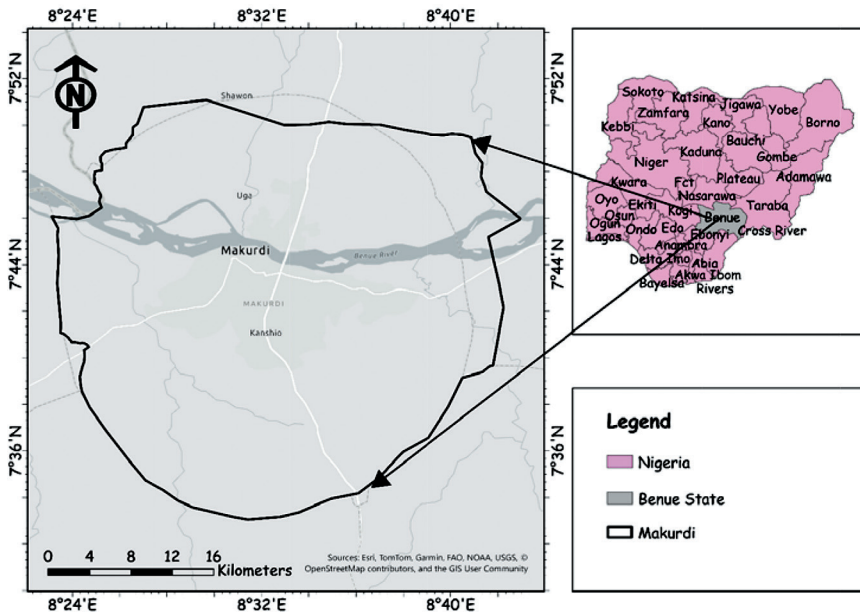 8°24'E
8°32'E
8°40'E
7°52'N
7°52'N
N
Shawon
Uga
Makurdi
Benue River
7°44'N
7°44'N
MAKURDI
Kanshio
7°36'N
7°36'N
0 4 8 12 16
Kilometers
Sources: Esri, TomTom, Garmin, FAO, NOAA, USGS, ©
OpenStreetMap contributors, and the GIS User Community
8°24'E
8°32'E
8°40'E
Sokoto
Katsina
Jigawa
Zamfara
Yobe
Kano
Borno
Kebbi
Bauchi
Kaduna
Gombe
Niger
Adamawa
Plateau
Kwara
Fct
Nasarawa
Oyo
Ekiti
Taraba
Kogi
Benue
Osun
Ogun
Ondo
Edo
Cross River
Lagos
Ebonyi
Anambra
Delta
Imo
Abia
Akwa Ibom
Bayelsa
Rivers
Legend
Nigeria
Benue State
Makurdi